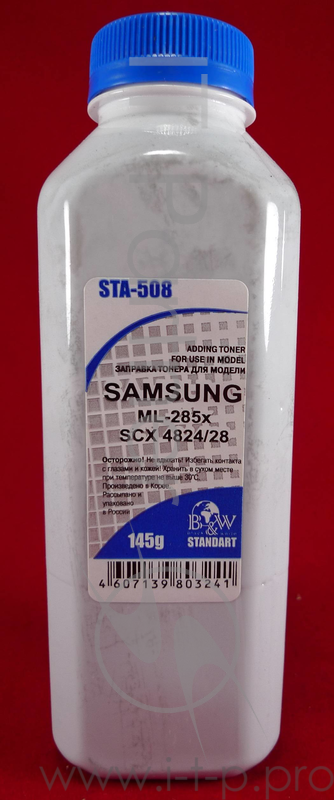 STA-508
ADDING TONER
FOR USE IN MODEL
ЗАПРАВКА ТОНЕРА ДЛЯ МОДЕЛИ
SAMSUNG
ML-285x
SCX 4824/28
Осторожно! Не вдыхать! Избегать контакта
с глазами и кожей! Хранить в сухом месте
при температуре не выше 30°C.
Произведено в Корее
Рассыпано и
упаковано
в России
B&W
145g
STANDART
4 607139 803241
www.i-t-p.pro